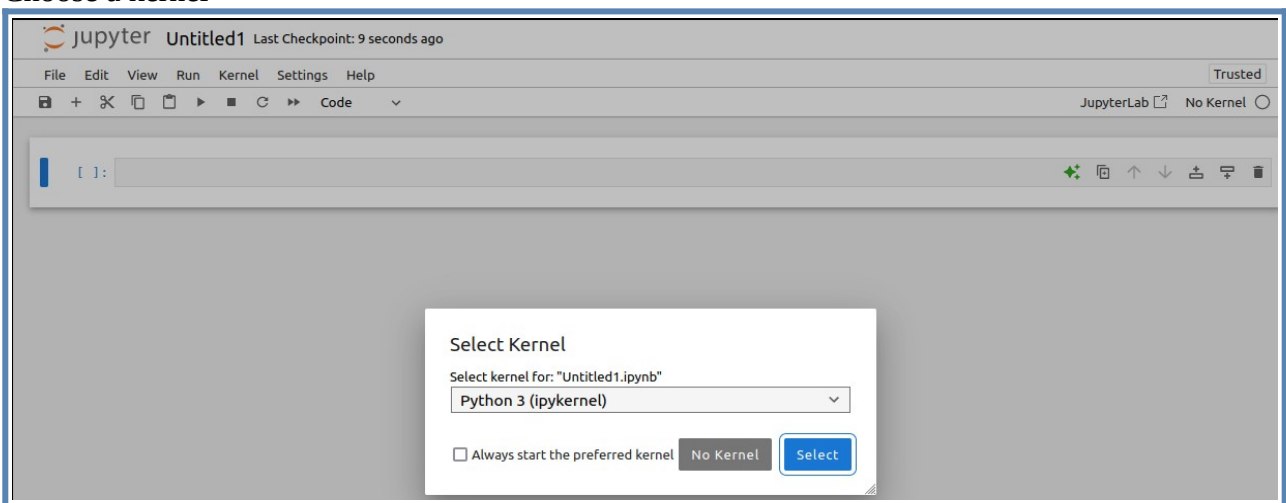 Choose a kernel
jupyter Untitled1 Last Checkpoint: 9 seconds ago
File Edit View Run Kernel Settings Help Trusted
Code JupyterLab No Kernel
[ ]:
Select Kernel
Select kernel for: "Untitled1.ipynb"
Python 3 (ipykernel)
Always start the preferred kernel No Kernel Select